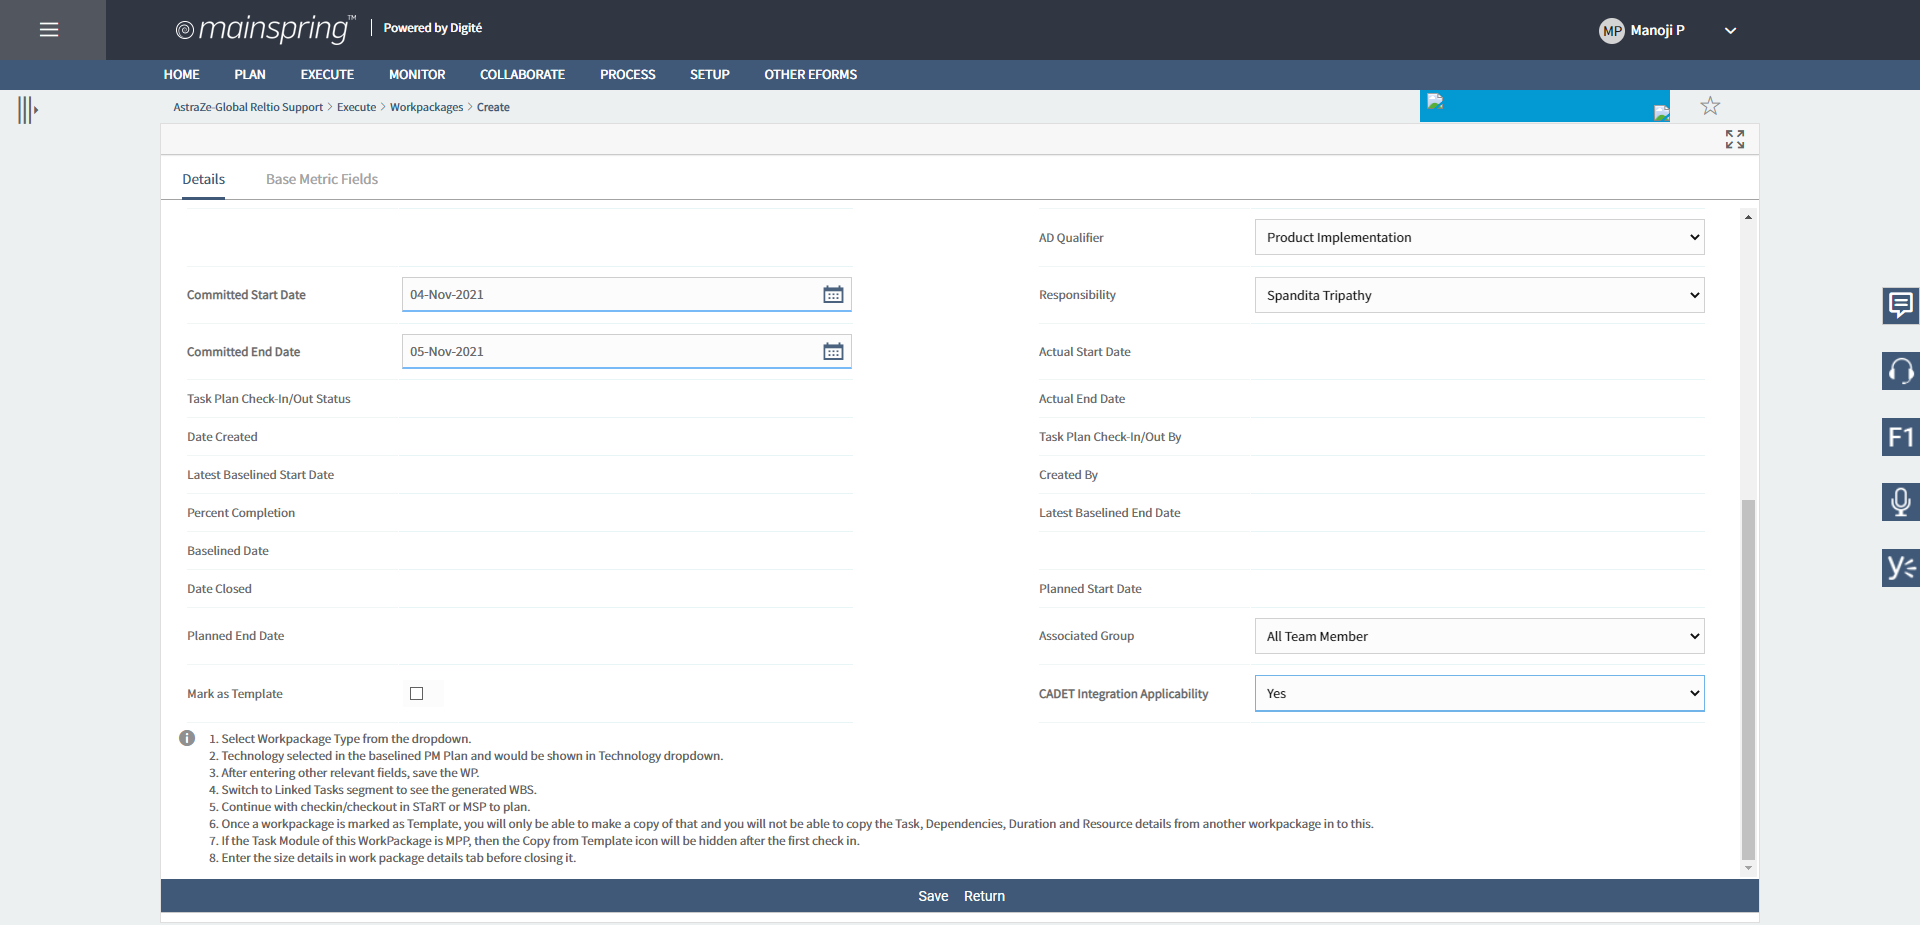 mainspring™ Powered by Digité
MP Manoji P
HOME PLAN EXECUTE MONITOR COLLABORATE PROCESS SETUP OTHER EFORMS
AstraZe-Global Reltio Support > Execute > Workpackages > Create
Details Base Metric Fields
AD Qualifier Product Implementation
Committed Start Date 04-Nov-2021 Responsibility Spandita Tripathy
Committed End Date 05-Nov-2021 Actual Start Date
Task Plan Check-In/Out Status Actual End Date
Date Created Task Plan Check-In/Out By
Latest Baselined Start Date Created By
Percent Completion Latest Baselined End Date
Baselined Date
Date Closed Planned Start Date
Planned End Date Associated Group All Team Member
Mark as Template CADET Integration Applicability Yes
1. Select Workpackage Type from the dropdown.
2. Technology selected in the baselined PM Plan and would be shown in Technology dropdown.
3. After entering other relevant fields, save the WP.
4. Switch to Linked Tasks segment to see the generated WBS.
5. Continue with checkin/checkout in STaRT or MSP to plan.
6. Once a workpackage is marked as Template, you will only be able to make a copy of that and you will not be able to copy the Task, Dependencies, Duration and Resource details from another workpackage in to this.
7. If the Task Module of this WorkPackage is MPP, then the Copy from Template icon will be hidden after the first check in.
8. Enter the size details in work package details tab before closing it.
Save Return
F1